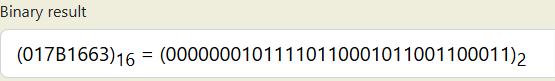 Binary result
(017B1663)₁₆ = (00000001011110110001011001100011)₂